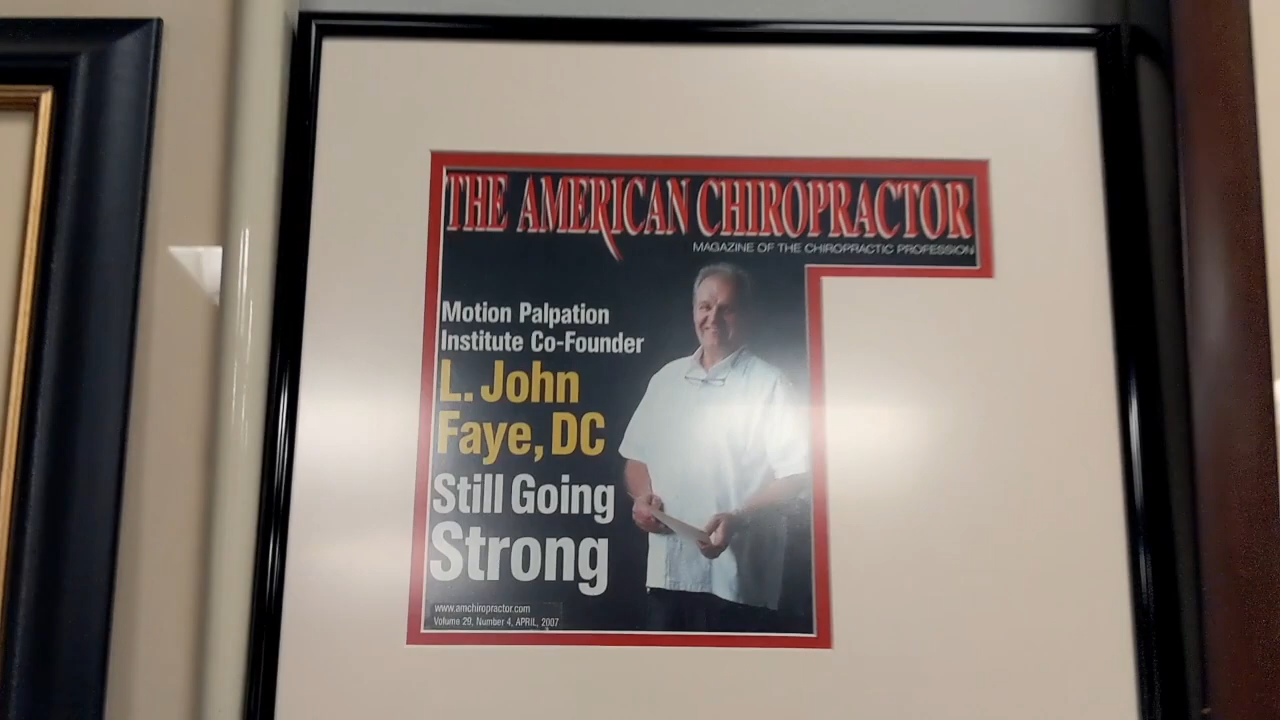 THE AMERICAN CHIROPRACTOR
MAGAZINE OF THE CHIROPRACTIC PROFESSION
Motion Palpation
Institute Co-Founder
L. John
Faye, DC
Still Going
Strong
www.amchiropractor.com
Volume 29, Number 4, APRIL, 2007